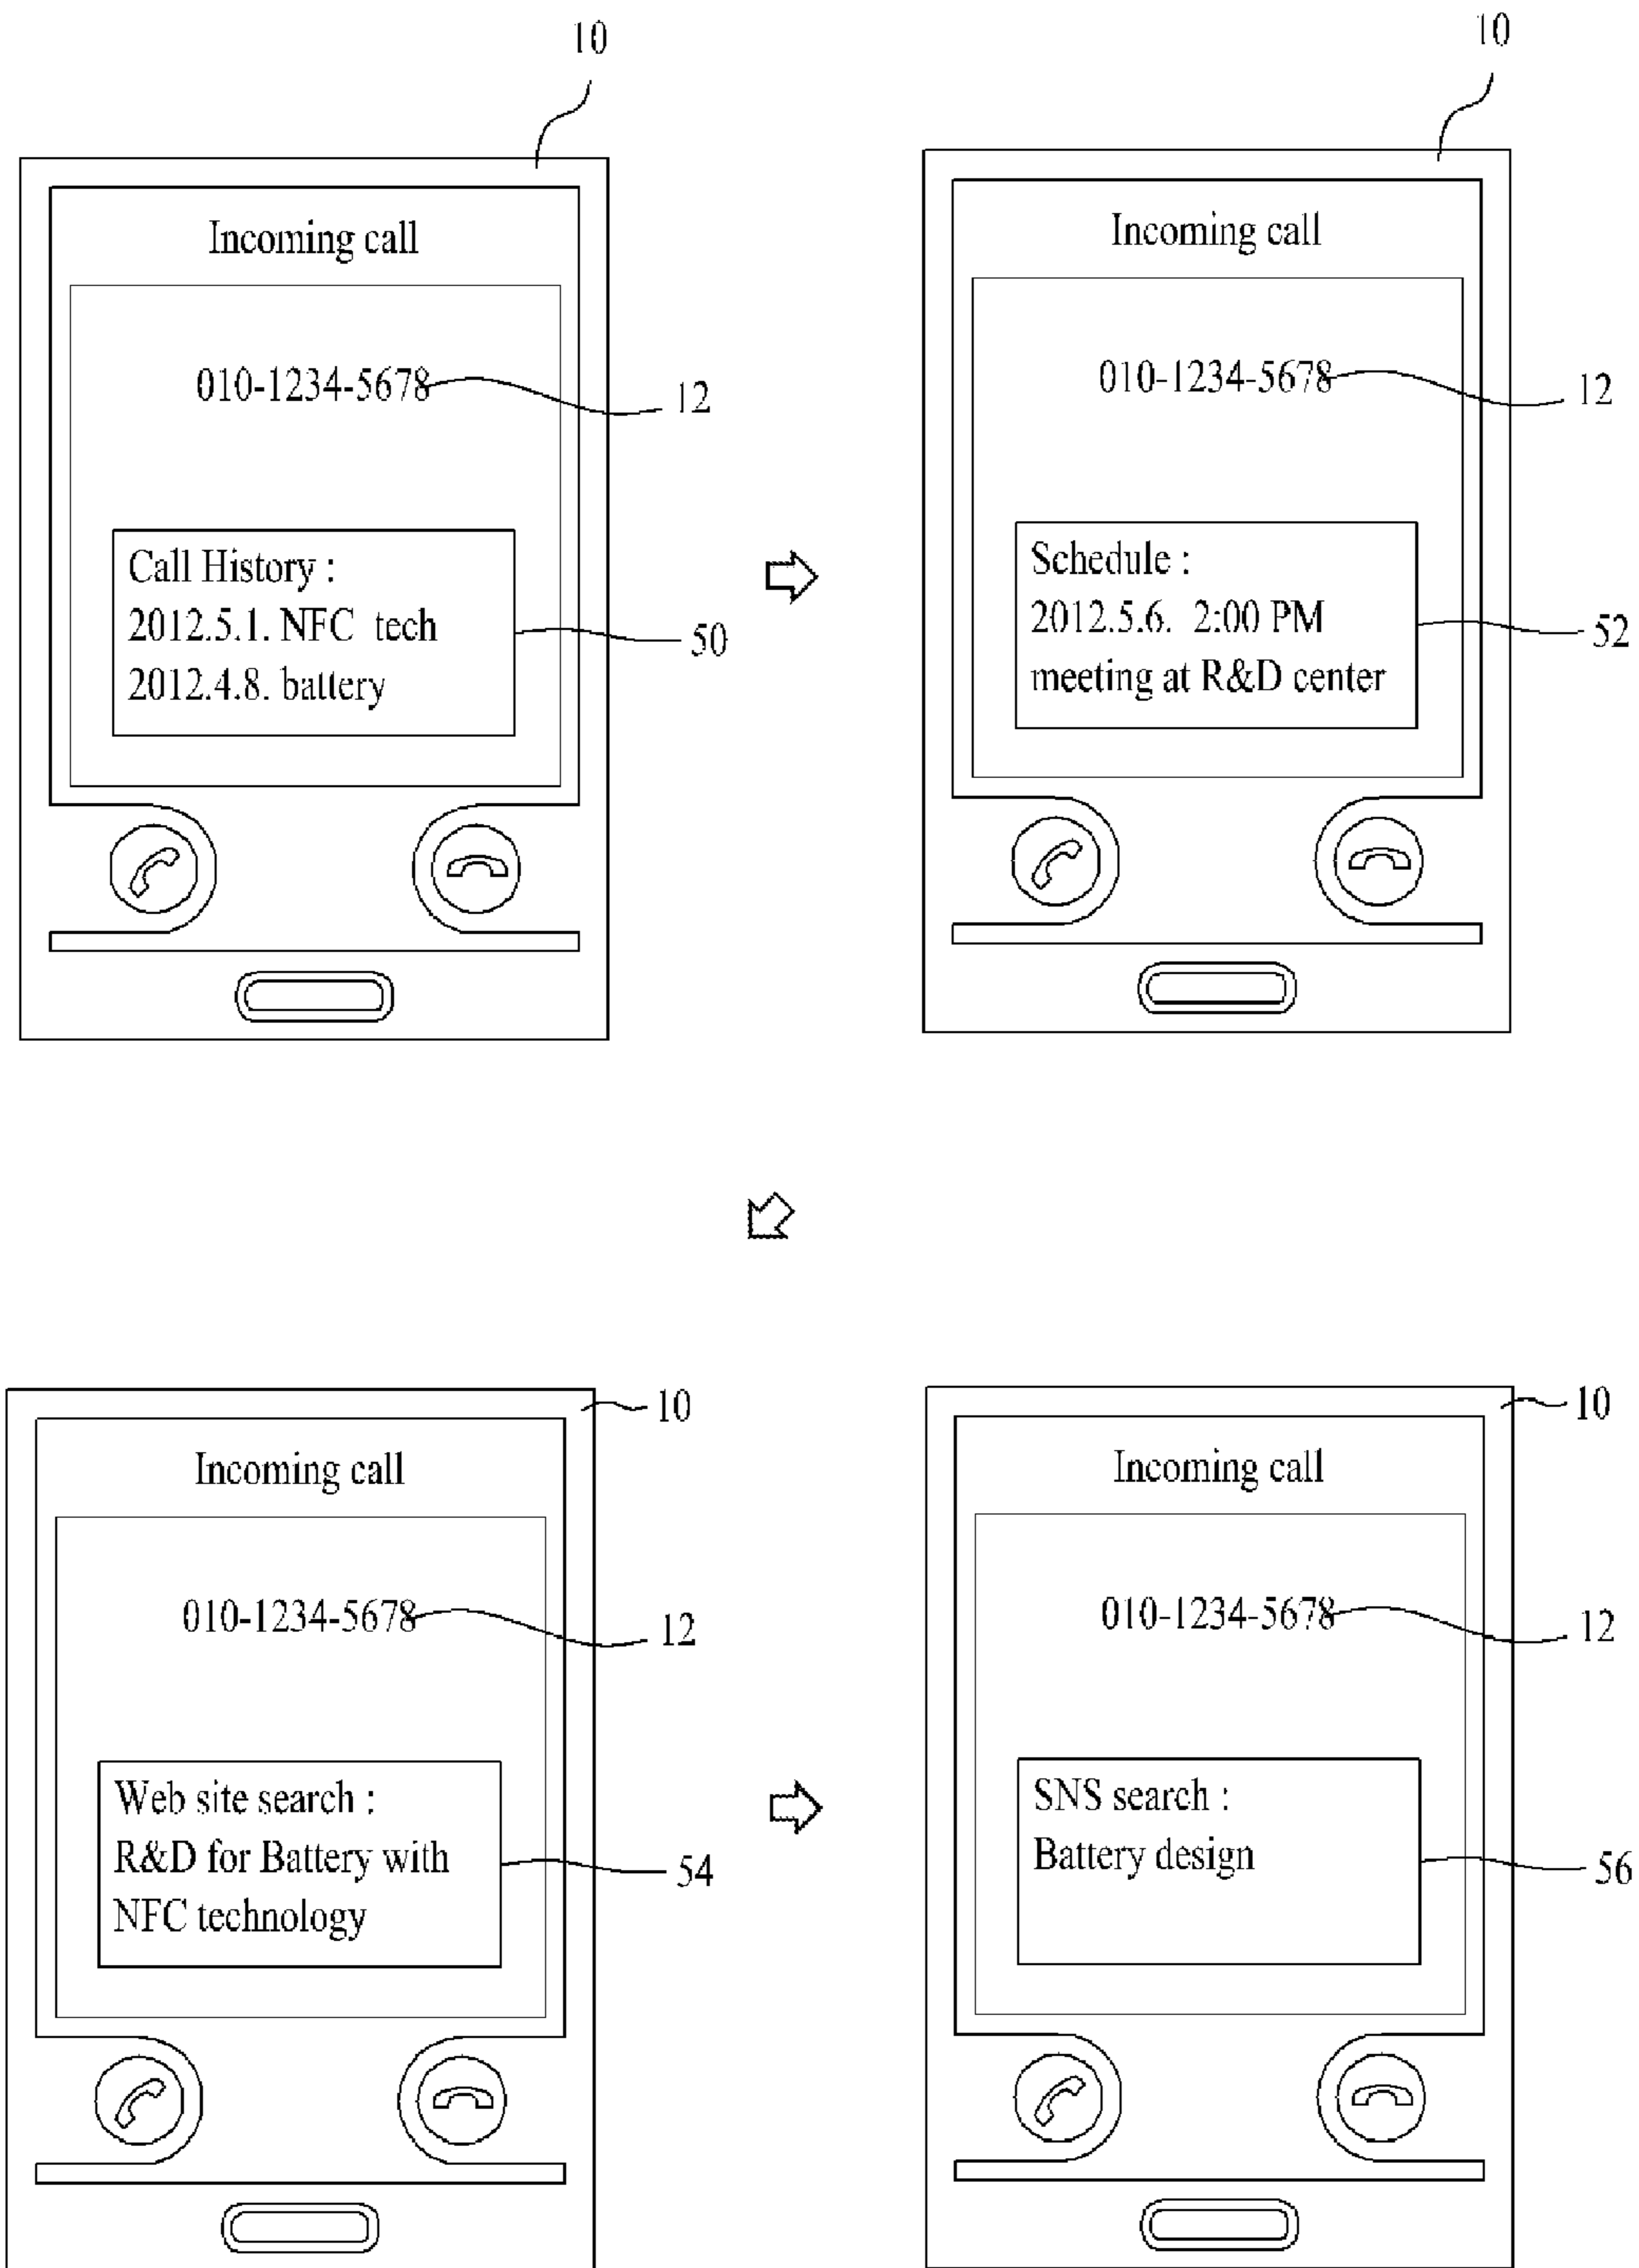 10
Incoming call
010-1234-5678
12
Call History :
2012.5.1. NFC tech
2012.4.8. battery
50
10
Incoming call
010-1234-5678
12
Schedule :
2012.5.6. 2:00 PM
meeting at R&D center
52
10
Incoming call
010-1234-5678
12
Web site search :
R&D for Battery with
NFC technology
54
10
Incoming call
010-1234-5678
12
SNS search :
Battery design
56